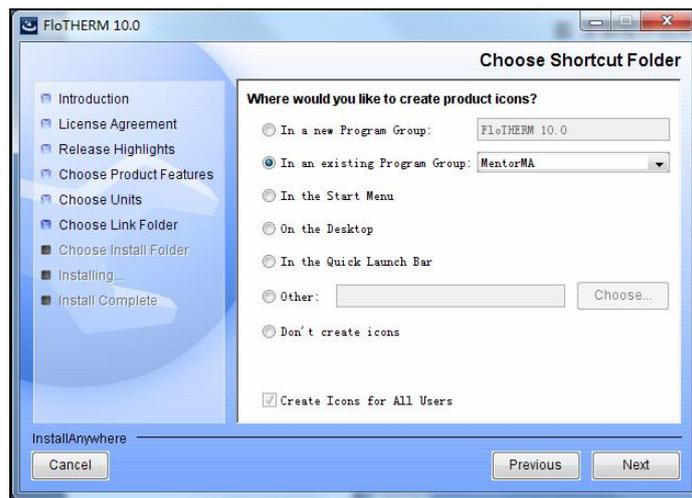 FloTHERM 10.0
Choose Shortcut Folder
Introduction
License Agreement
Release Highlights
Choose Product Features
Choose Units
Choose Link Folder
Choose Install Folder
Installing...
Install Complete
Where would you like to create product icons?
In a new Program Group: FloTHERM 10.0
In an existing Program Group: MentorMA
In the Start Menu
On the Desktop
In the Quick Launch Bar
Other: Choose...
Don't create icons
Create Icons for All Users
InstallAnywhere
Cancel Previous Next